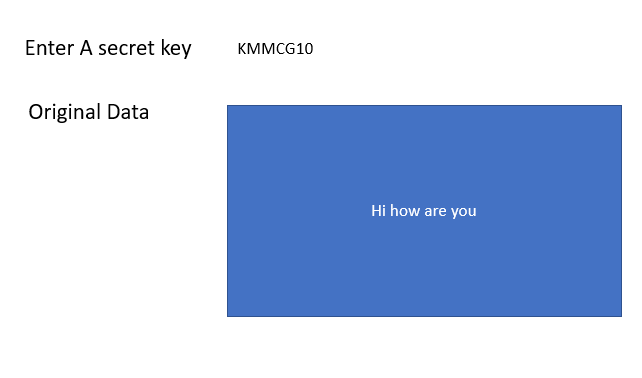 Enter A secret key KMMCG10
Original Data
Hi how are you